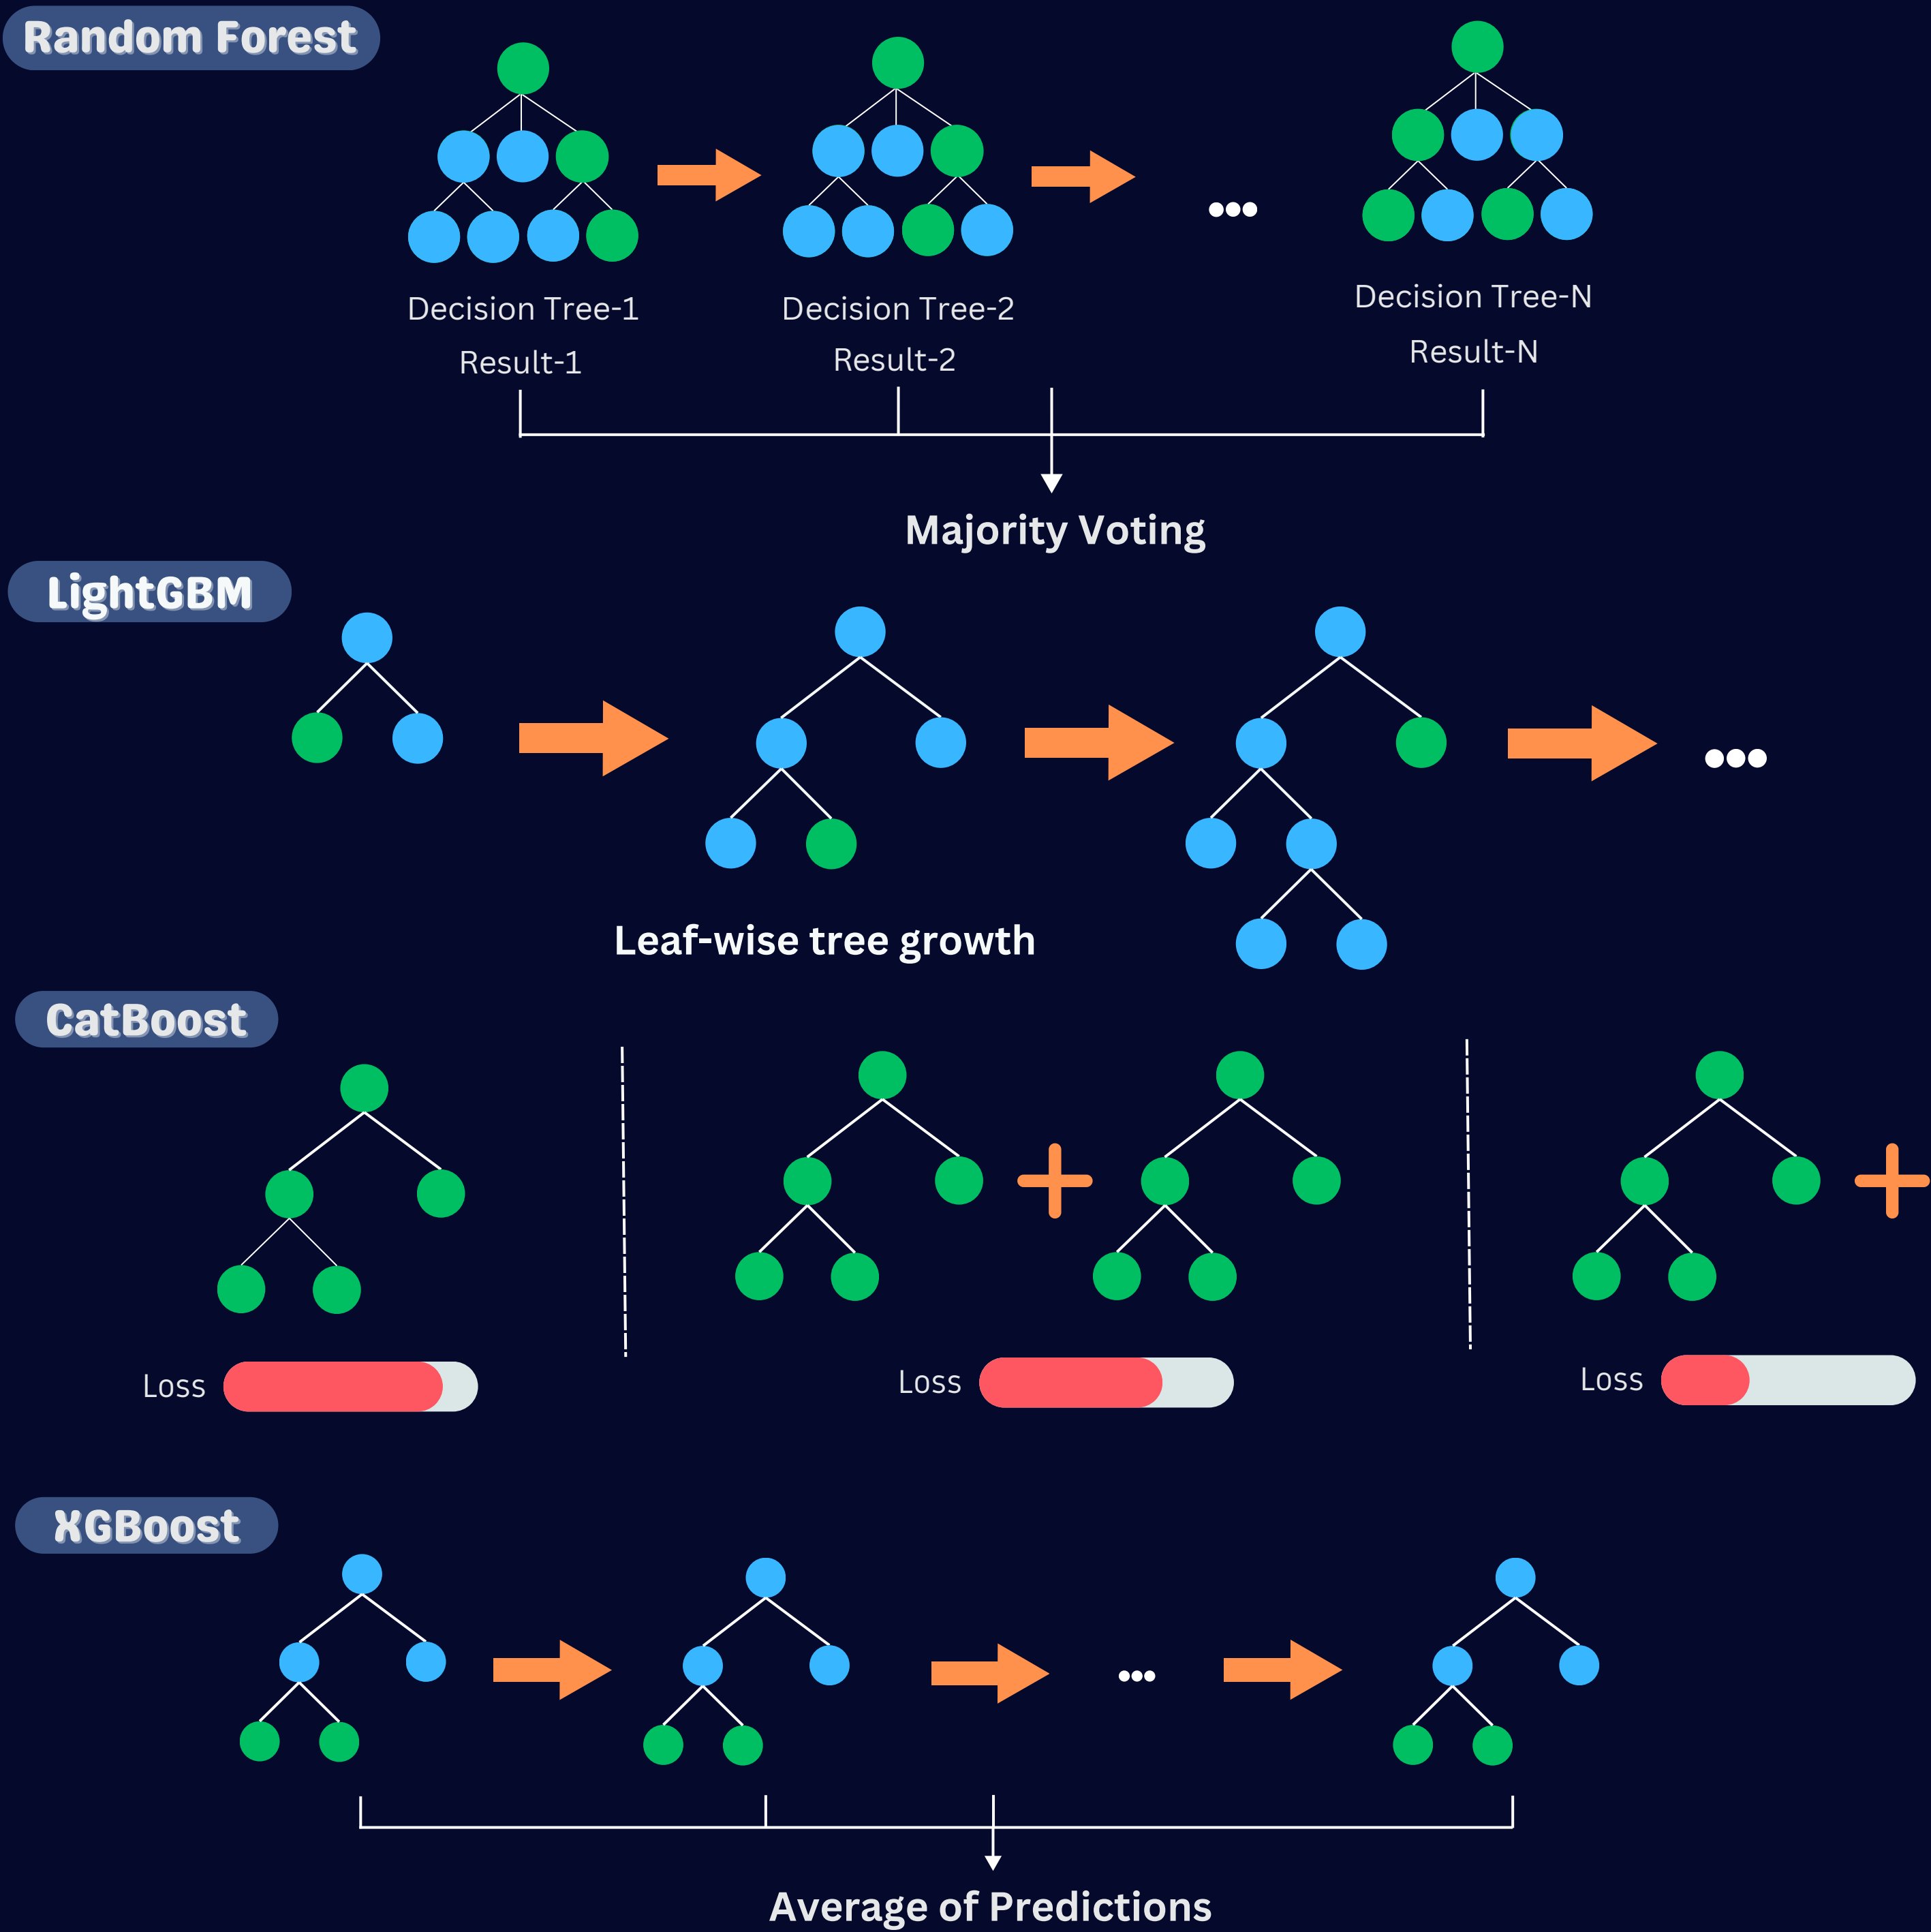 Random Forest
Decision Tree-1
Decision Tree-2
Decision Tree-N
Result-1
Result-2
Result-N
Majority Voting
LightGBM
Leaf-wise tree growth
CatBoost
Loss
Loss
Loss
XGBoost
Average of Predictions